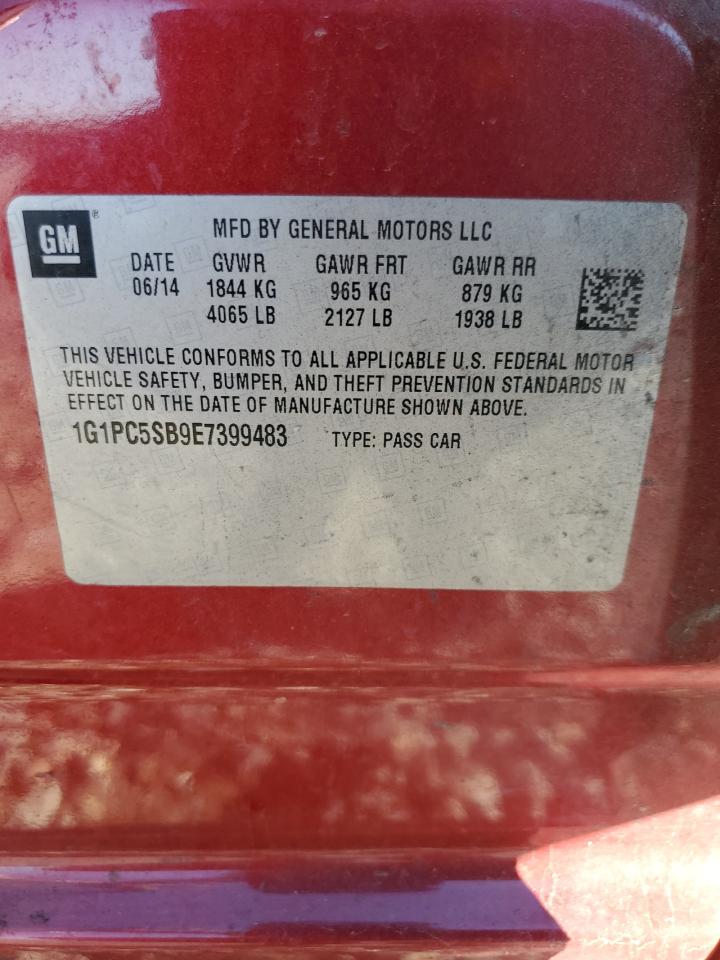 GM ®
MFD BY GENERAL MOTORS LLC
DATE GVWR GAWR FRT GAWR RR
06/14 1844 KG 965 KG 879 KG
4065 LB 2127 LB 1938 LB
THIS VEHICLE CONFORMS TO ALL APPLICABLE U.S. FEDERAL MOTOR
VEHICLE SAFETY, BUMPER, AND THEFT PREVENTION STANDARDS IN
EFFECT ON THE DATE OF MANUFACTURE SHOWN ABOVE.
1G1PC5SB9E7399483 TYPE: PASS CAR